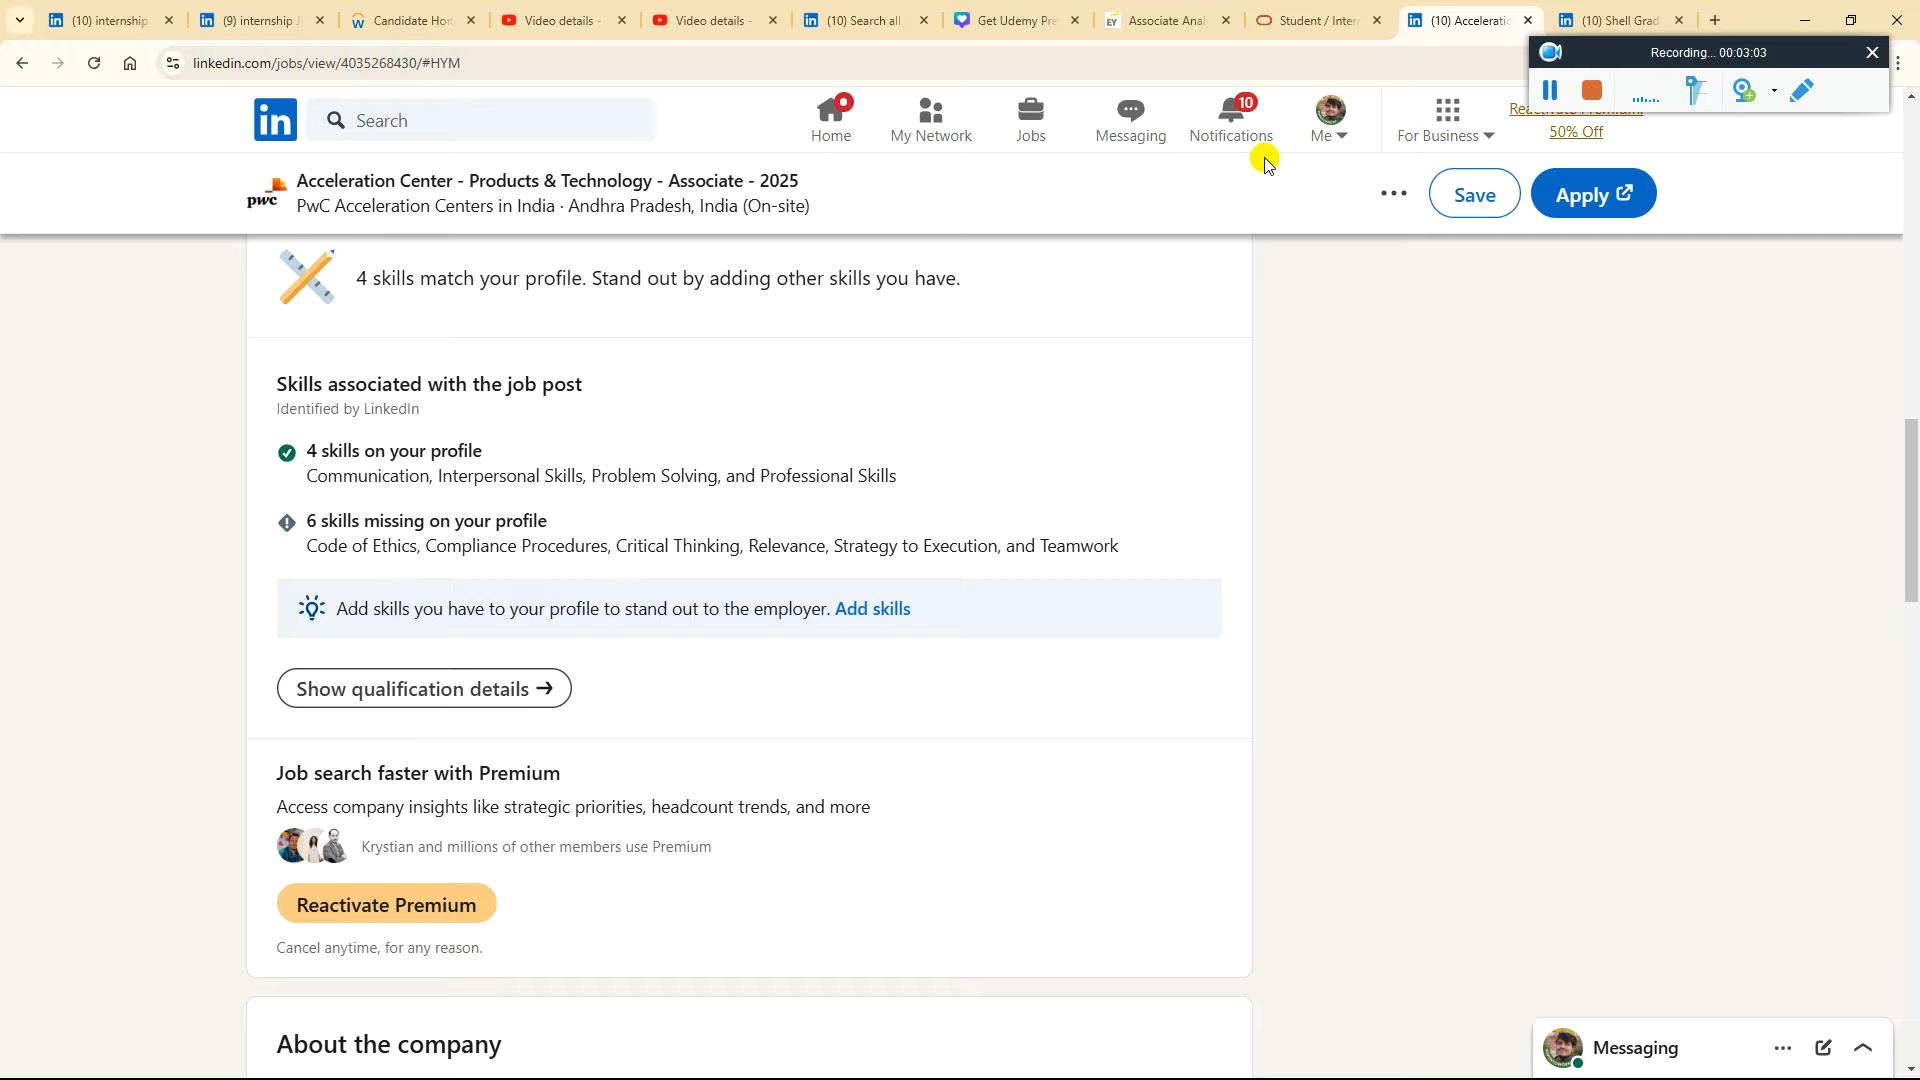 (10) internship
(9) internship J
Candidate Hom
Video details -
Video details -
(10) Search all
Get Udemy Pre
Associate Anal
Student / Inter
(10) Acceleratio
(10) Shell Grad
linkedin.com/jobs/view/4035268430/#HYM
Recording... 00:03:03
in
Search
10
Home
My Network
Jobs
Messaging
Notifications
Me
For Business
50% Off
pwc
Acceleration Center - Products & Technology - Associate - 2025
PwC Acceleration Centers in India · Andhra Pradesh, India (On-site)
Save
Apply
4 skills match your profile. Stand out by adding other skills you have.
Skills associated with the job post
Identified by LinkedIn
4 skills on your profile
Communication, Interpersonal Skills, Problem Solving, and Professional Skills
6 skills missing on your profile
Code of Ethics, Compliance Procedures, Critical Thinking, Relevance, Strategy to Execution, and Teamwork
Add skills you have to your profile to stand out to the employer. Add skills
Show qualification details →
Job search faster with Premium
Access company insights like strategic priorities, headcount trends, and more
Krystian and millions of other members use Premium
Reactivate Premium
Cancel anytime, for any reason.
About the company
Messaging